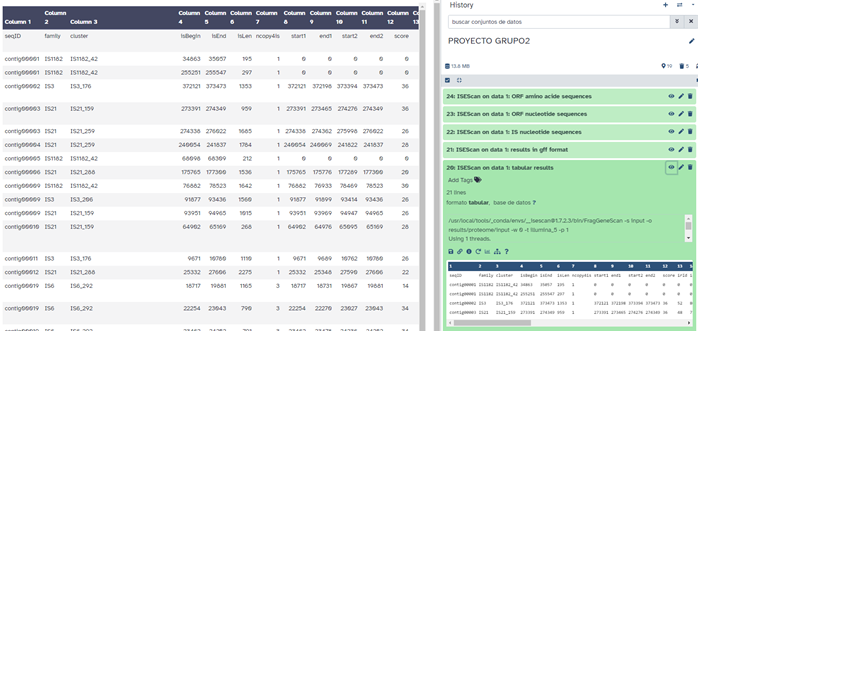 Column 1 Column 2 Column 3 Column 4 Column 5 Column 6 Column 7 Column 8 Column 9 Column 10 Column 11 Column 12 Column 13
seqID family cluster isBegin isEnd isLen ncopy4is start1 end1 start2 end2 score
contig00001 IS1182 IS1182_42 34863 35057 195 1 0 0 0 0 0
contig00001 IS1182 IS1182_42 255251 255547 297 1 0 0 0 0 0
contig00002 IS3 IS3_176 372121 373473 1353 1 372121 372198 373394 373473 36
contig00003 IS21 IS21_159 273391 274349 959 1 273391 273465 274276 274349 36
contig00003 IS21 IS21_259 274338 276022 1685 1 274338 274362 275998 276022 26
contig00004 IS21 IS21_259 240054 241837 1784 1 240054 240069 241822 241837 28
contig00005 IS1182 IS1182_42 68098 68309 212 1 0 0 0 0 0
contig00006 IS21 IS21_268 175765 177300 1536 1 175765 175776 177289 177300 20
contig00009 IS1182 IS1182_42 76882 78523 1642 1 76882 76933 78469 78523 30
contig00009 IS3 IS3_206 91877 93436 1560 1 91877 91899 93414 93436 26
contig00009 IS21 IS21_159 93951 94965 1015 1 93951 93969 94947 94965 26
contig00010 IS21 IS21_159 64902 65169 268 1 64902 64976 65095 65169 28
contig00011 IS3 IS3_176 9671 10780 1110 1 9671 9689 10762 10780 26
contig00012 IS21 IS21_268 25332 27606 2275 1 25332 25348 27590 27606 22
contig00019 IS6 IS6_292 18717 19881 1165 3 18717 18731 19867 19881 14
contig00019 IS6 IS6_292 22254 23043 790 3 22254 22270 23027 23043 34
History
buscar conjuntos de datos
PROYECTO GRUPO2
13.8 MB 19 5
24: ISEScan on data 1: ORF amino acide sequences
23: ISEScan on data 1: ORF nucleotide sequences
22: ISEScan on data 1: IS nucleotide sequences
21: ISEScan on data 1: results in gff format
20: ISEScan on data 1: tabular results
Add Tags
21 lines
formato tabular, base de datos ?
/usr/local/tools/_conda/envs/__isescan@1.7.2.3/bin/FragGeneScan -s input -o
results/proteome/input -w 0 -t illumina_5 -p 1
Using 1 threads.
1 2 3 4 5 6 7 8 9 10 11 12 13
seqID family cluster isBegin isEnd isLen ncopy4is start1 end1 start2 end2 score irId
contig00001 IS1182 IS1182_42 34863 35057 195 1 0 0 0 0 0 0
contig00001 IS1182 IS1182_42 255251 255547 297 1 0 0 0 0 0 0
contig00002 IS3 IS3_176 372121 373473 1353 1 372121 372198 373394 373473 36
contig00003 IS21 IS21_159 273391 274349 959 1 273391 273465 274276 274349 36